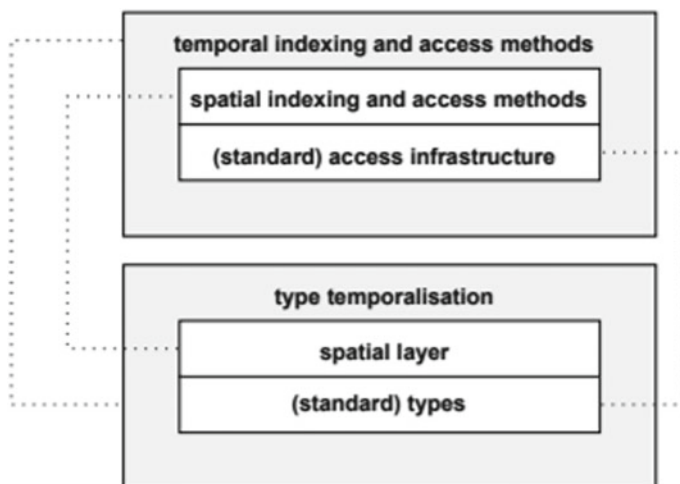 temporal indexing and access methods
spatial indexing and access methods
(standard) access infrastructure
type temporalisation
spatial layer
(standard) types